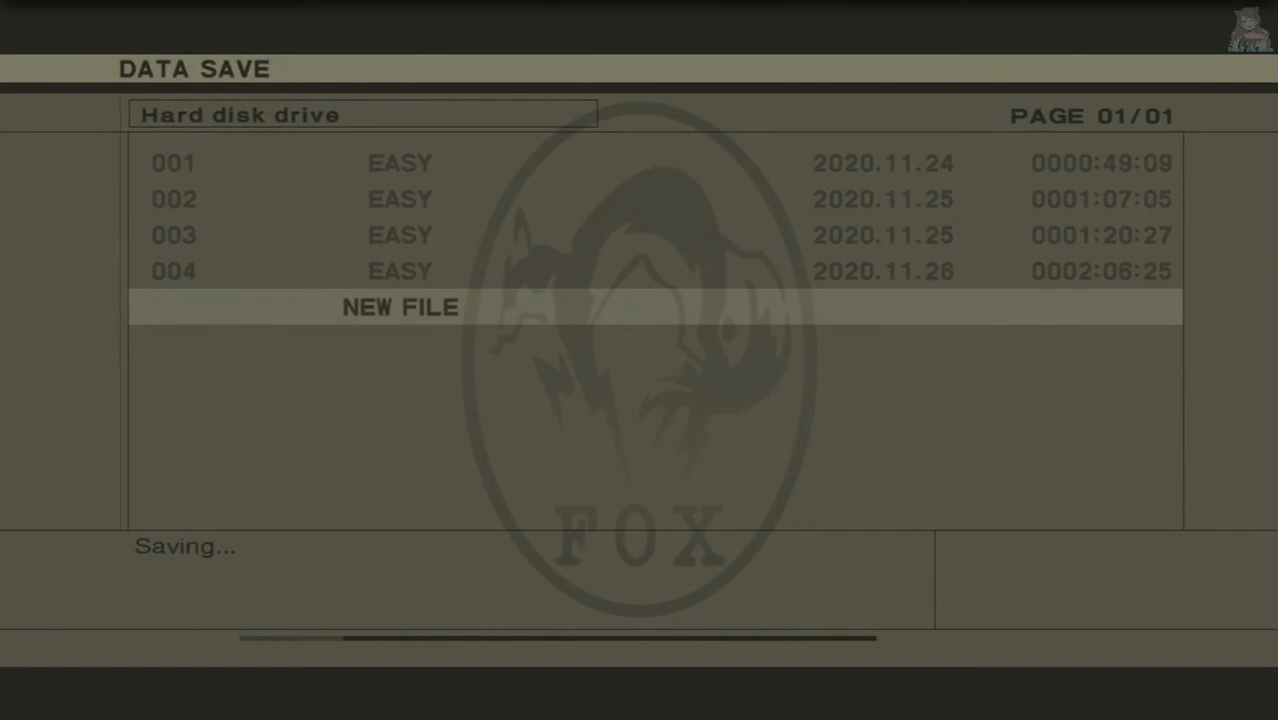 DATA SAVE
Hard disk drive PAGE 01/01
001 EASY 2020.11.24 0000:49:09
002 EASY 2020.11.25 0001:07:05
003 EASY 2020.11.25 0001:20:27
004 EASY 2020.11.26 0002:06:25
NEW FILE
FOX
Saving...